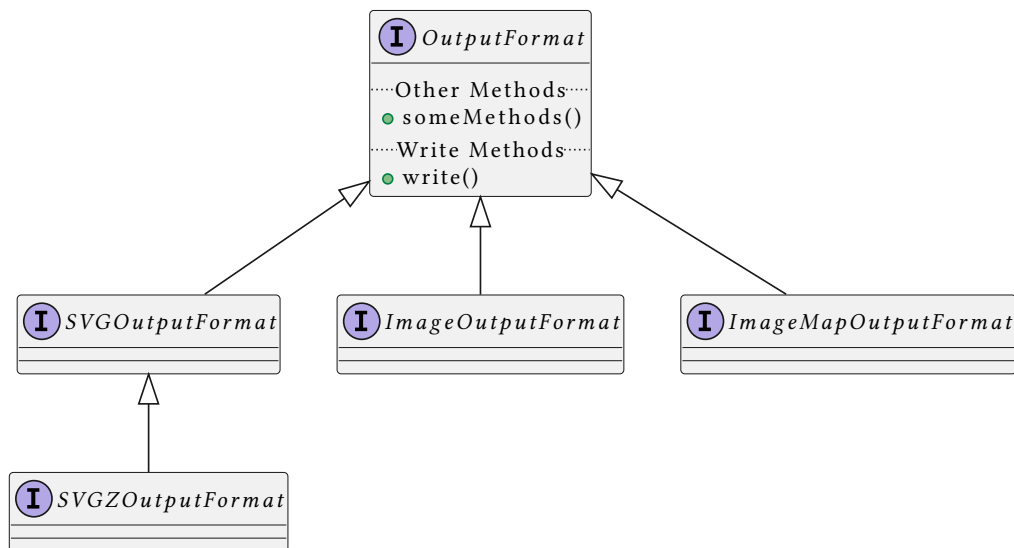 I OutputFormat
Other Methods
someMethods()
Write Methods
write()
I SVGOutputFormat
I ImageOutputFormat
I ImageMapOutputFormat
I SVGZOutputFormat